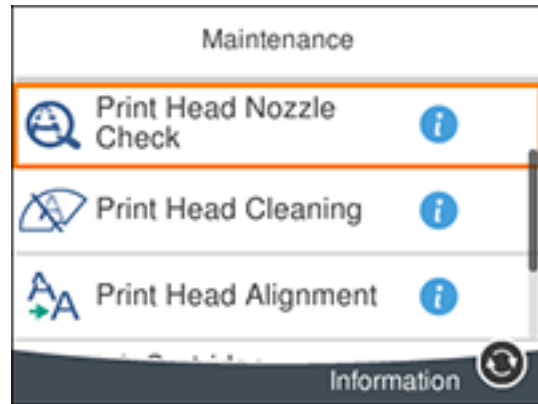 Maintenance
Print Head Nozzle
Check
Print Head Cleaning
Print Head Alignment
Information